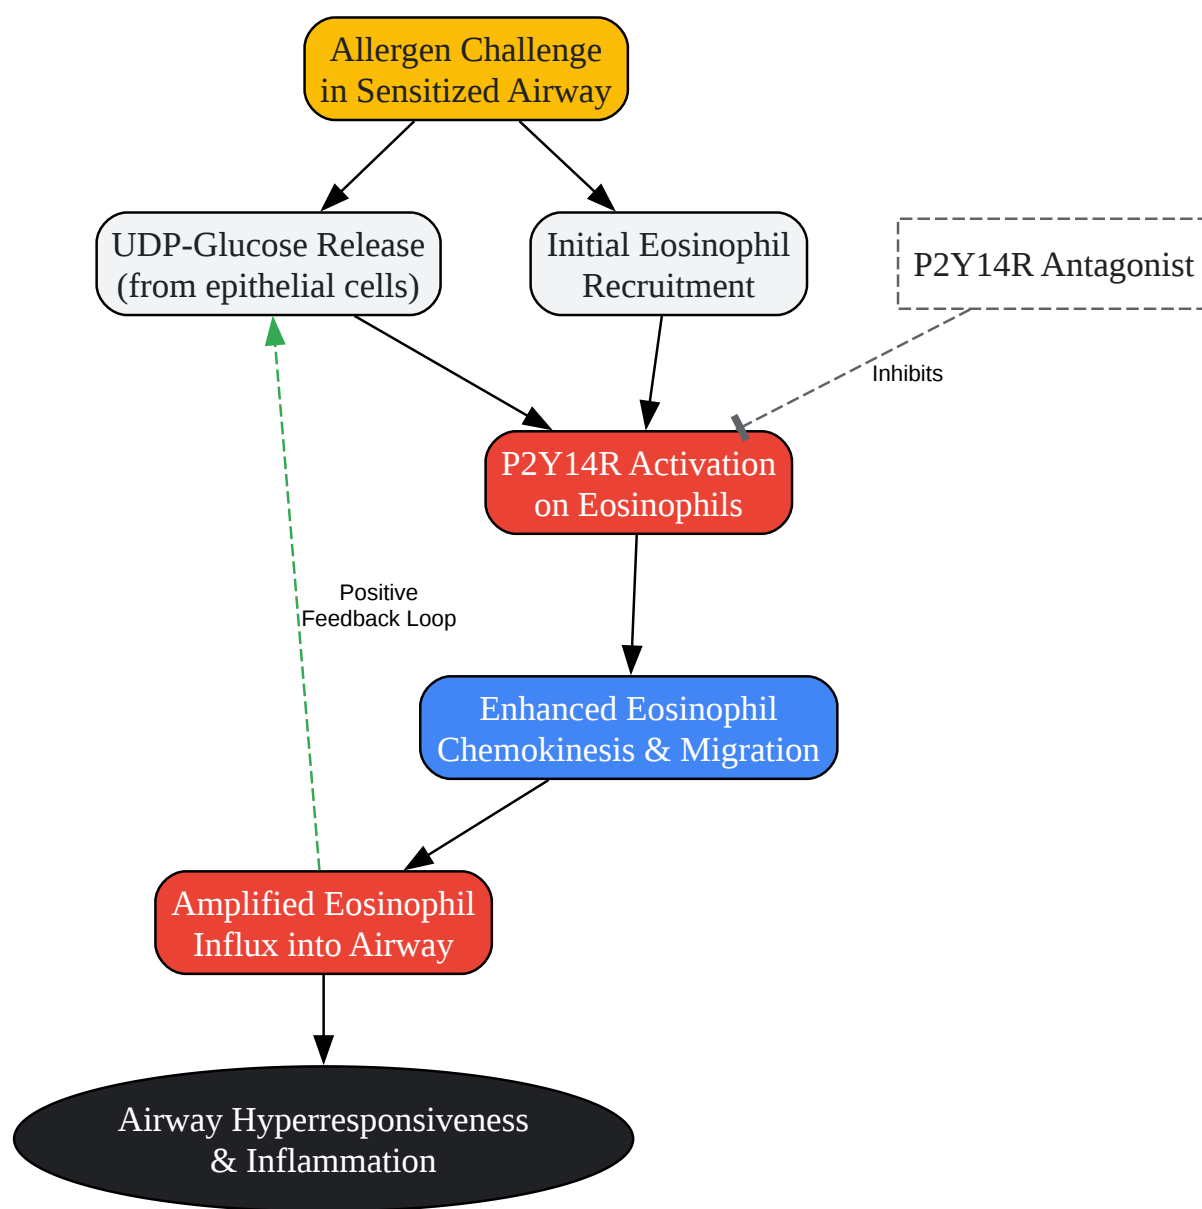 Allergen Challenge
in Sensitized Airway
UDP-Glucose Release
(from epithelial cells)
Initial Eosinophil
Recruitment
P2Y14R Antagonist
Inhibits
P2Y14R Activation
on Eosinophils
Positive
Feedback Loop
Enhanced Eosinophil
Chemokinesis & Migration
Amplified Eosinophil
Influx into Airway
Airway Hyperresponsiveness
& Inflammation